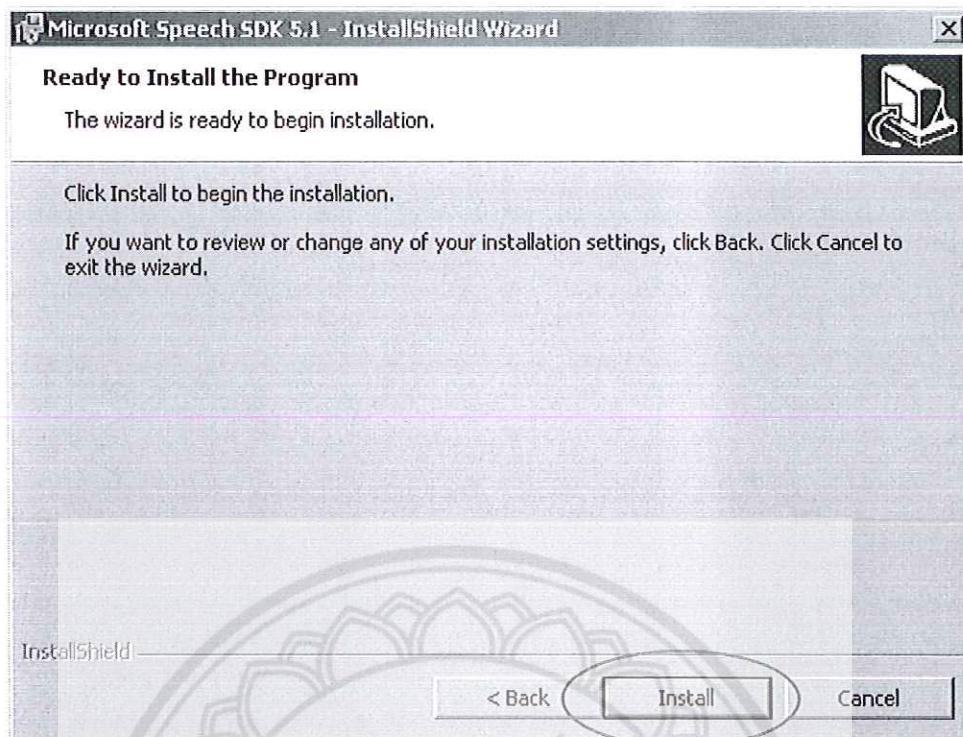 Microsoft Speech SDK 5.1 - InstallShield Wizard
Ready to Install the Program
The wizard is ready to begin installation.
Click Install to begin the installation.
If you want to review or change any of your installation settings, click Back. Click Cancel to
exit the wizard.
InstallShield
< Back Install Cancel